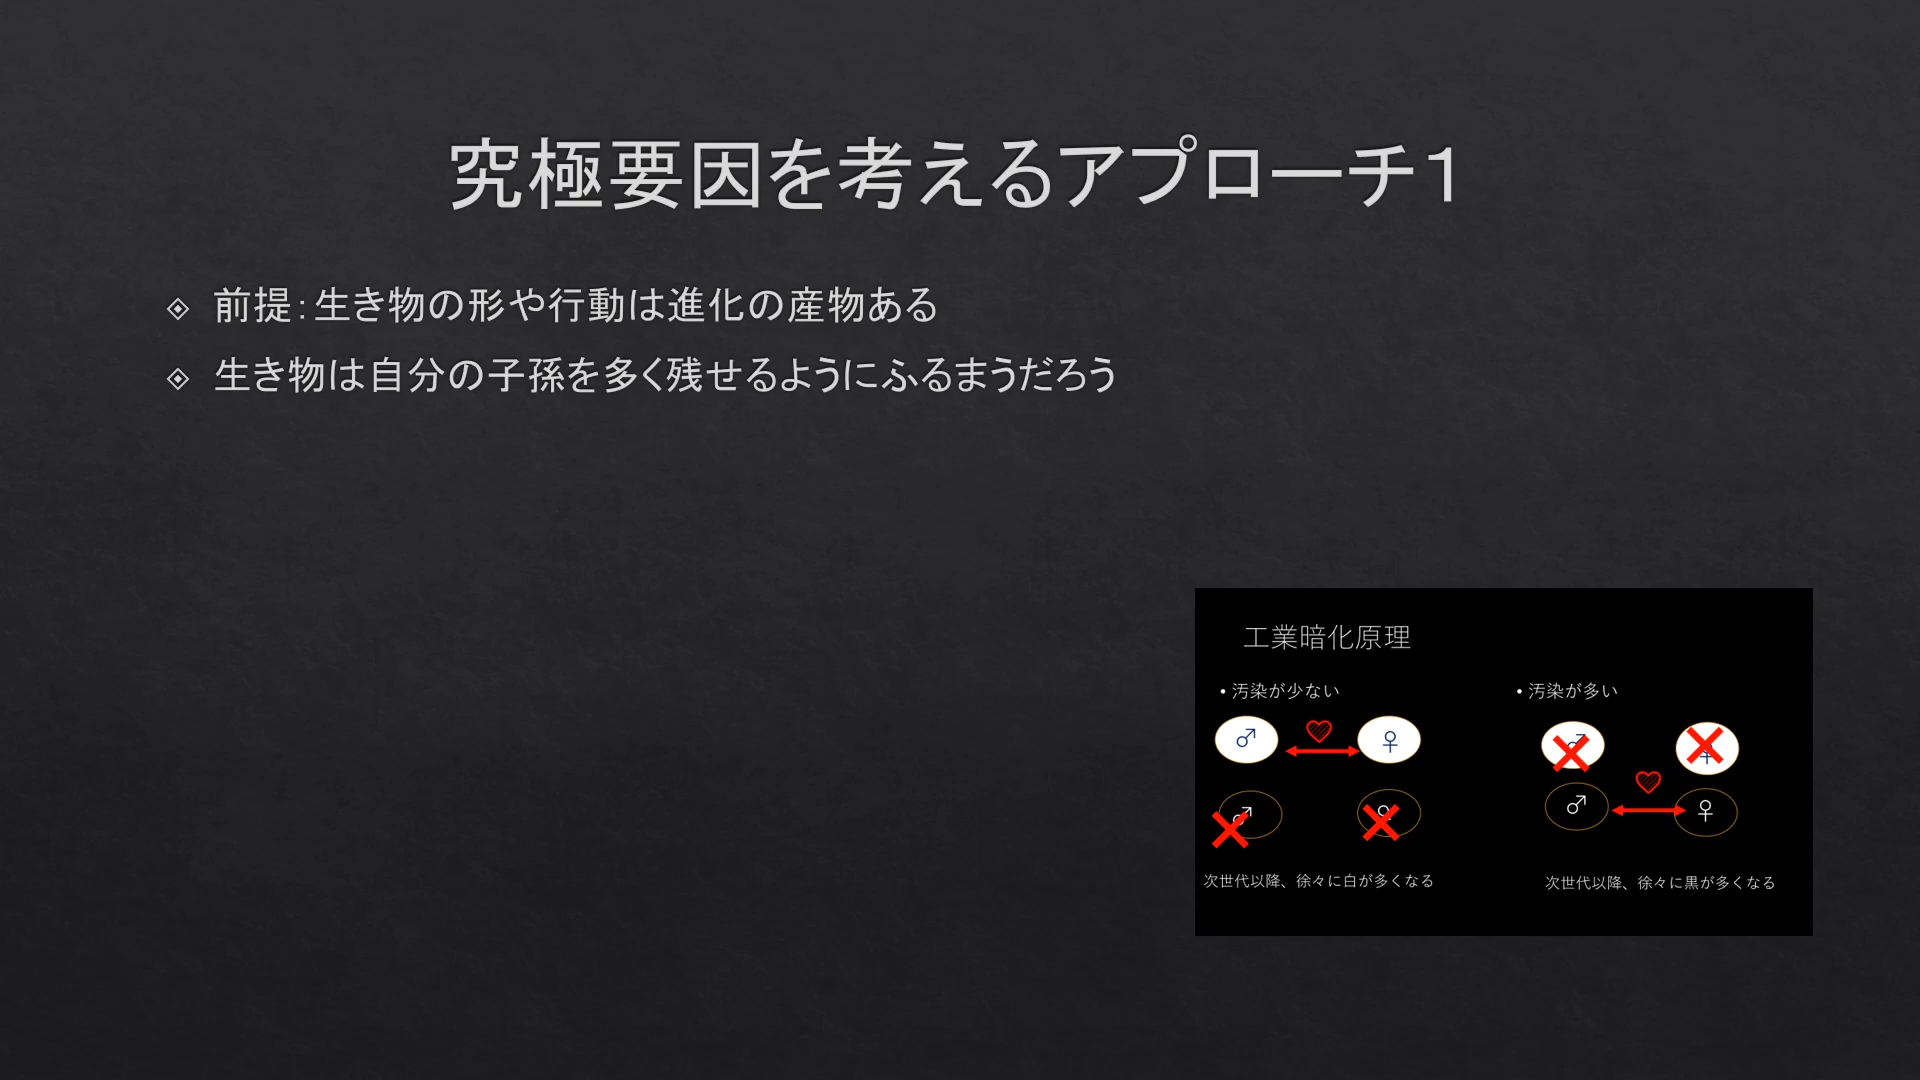 究極要因を考えるアプローチ1
前提：生き物の形や行動は進化の産物ある
生き物は自分の子孫を多く残せるようにふるまうだろう
工業暗化原理
• 汚染が少ない
• 汚染が多い
♂ ♀
♂ ♀
♂ ♀
♂ ♀
次世代以降、徐々に白が多くなる
次世代以降、徐々に黒が多くなる